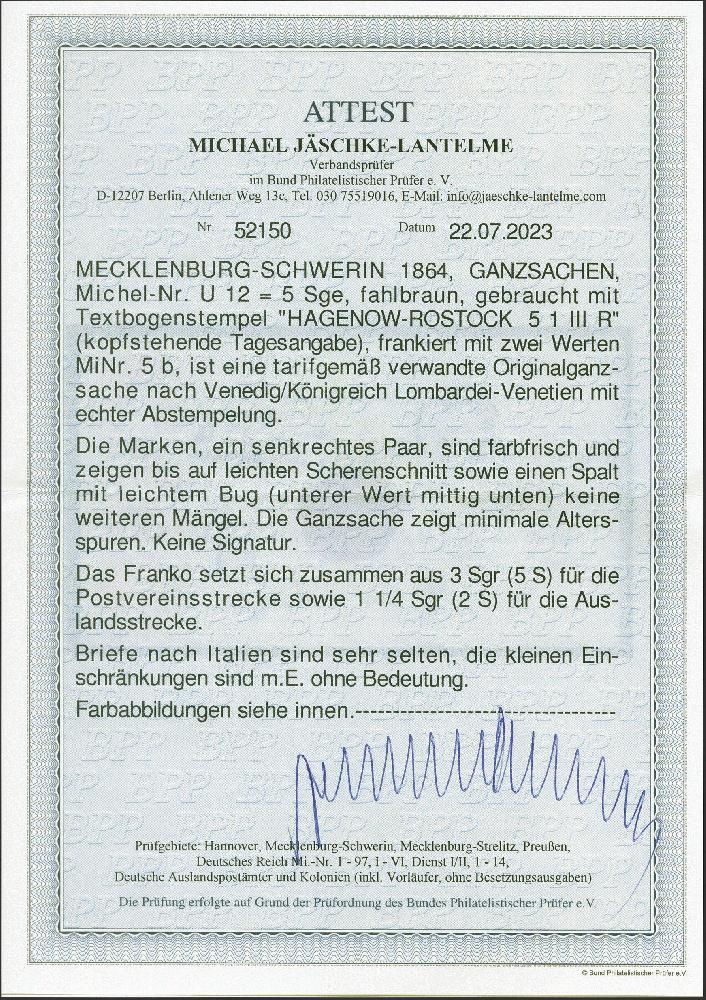 ATTEST
MICHAEL JÄSCHKE-LANTELME
Verbandsprüfer
im Bund Philatelistischer Prüfer e. V.
D-12207 Berlin, Ahlener Weg 13c, Tel. 030 75519016, E-Mail: info@jaeschke-lantelme.com
Nr. 52150 Datum 22.07.2023
MECKLENBURG-SCHWERIN 1864, GANZSACHEN,
Michel-Nr. U 12 = 5 Sge, fahlbraun, gebraucht mit
Textbogenstempel "HAGENOW-ROSTOCK 5 1 III R"
(kopfstehende Tagesangabe), frankiert mit zwei Werten
MiNr. 5 b, ist eine tarifgemäß verwandte Originalganz-
sache nach Venedig/Königreich Lombardei-Venetien mit
echter Abstempelung.
Die Marken, ein senkrechtes Paar, sind farbfrisch und
zeigen bis auf leichten Scherenschnitt sowie einen Spalt
mit leichtem Bug (unterer Wert mittig unten) keine
weiteren Mängel. Die Ganzsache zeigt minimale Alters-
spuren. Keine Signatur.
Das Franko setzt sich zusammen aus 3 Sgr (5 S) für die
Postvereinsstrecke sowie 1 1/4 Sgr (2 S) für die Aus-
landsstrecke.
Briefe nach Italien sind sehr selten, die kleinen Ein-
schränkungen sind m.E. ohne Bedeutung.
Farbabbildungen siehe innen.--------------------------------
Prüfgebiete: Hannover, Mecklenburg-Schwerin, Mecklenburg-Strelitz, Preußen,
Deutsches Reich Mi.-Nr. 1 - 97, I - VI, Dienst I/II, 1 - 14,
Deutsche Auslandspostämter und Kolonien (inkl. Vorläufer, ohne Besetzungsausgaben)
Die Prüfung erfolgte auf Grund der Prüfordnung des Bundes Philatelistischer Prüfer e.V.
© Bund Philatelistischer Prüfer e.V.